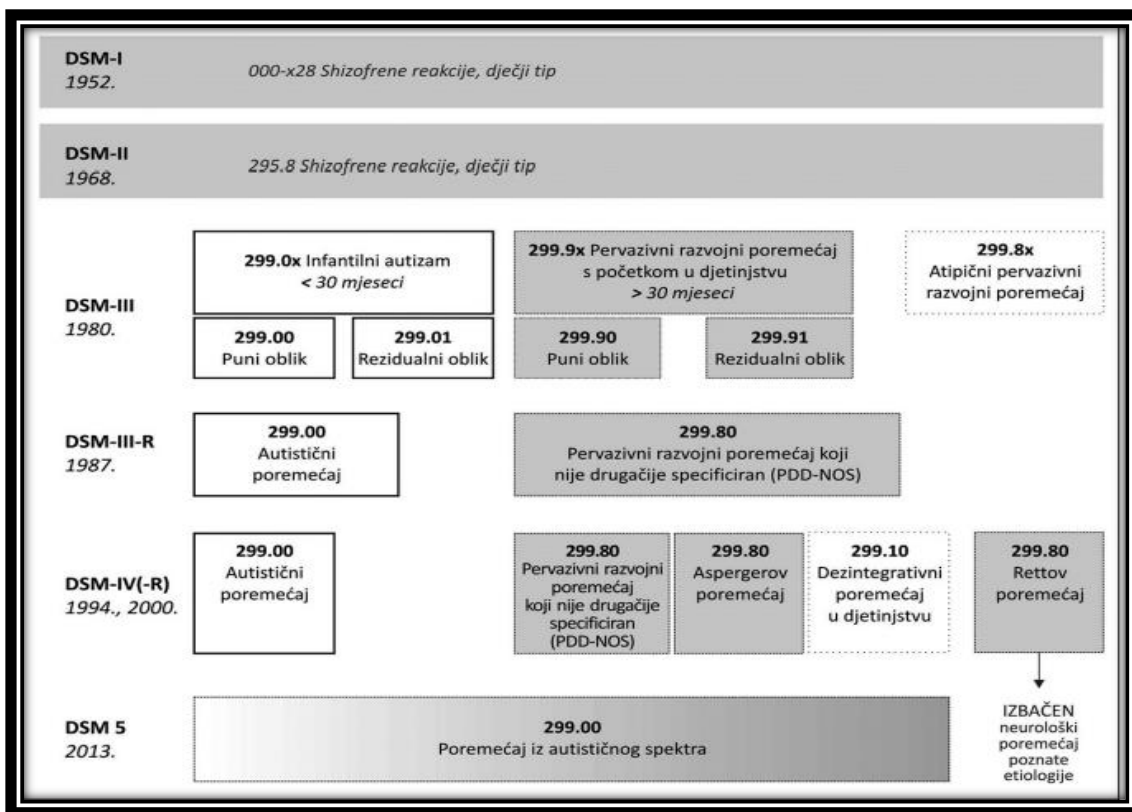 DSM-I
1952.
000-x28 Shizofrene reakcije, dječji tip
DSM-II
1968.
295.8 Shizofrene reakcije, dječji tip
DSM-III
1980.
299.0x Infantilni autizam
< 30 mjeseci
299.9x Pervazivni razvojni poremećaj
s početkom u djetinjstvu
> 30 mjeseci
299.8x
Atipični pervazivni
razvojni poremećaj
299.00
Puni oblik
299.01
Rezidualni oblik
299.90
Puni oblik
299.91
Rezidualni oblik
DSM-III-R
1987.
299.00
Autistični
poremećaj
299.80
Pervazivni razvojni poremećaj koji
nije drugačije specificiran (PDD-NOS)
DSM-IV(-R)
1994., 2000.
299.00
Autistični
poremećaj
299.80
Pervazivni razvojni
poremećaj
koji nije drugačije
specificiran
(PDD-NOS)
299.80
Aspergerov
poremećaj
299.10
Dezintegrativni
poremećaj
u djetinjstvu
299.80
Rettov
poremećaj
DSM 5
2013.
299.00
Poremećaj iz autističnog spektra
IZBAČEN
neurološki
poremećaj
poznate
etiologije